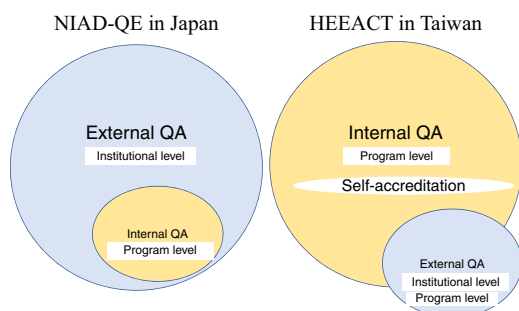 NIAD-QE in Japan
External QA
Institutional level
Internal QA
Program level
HEEACT in Taiwan
Internal QA
Program level
Self-accreditation
External QA
Institutional level
Program level